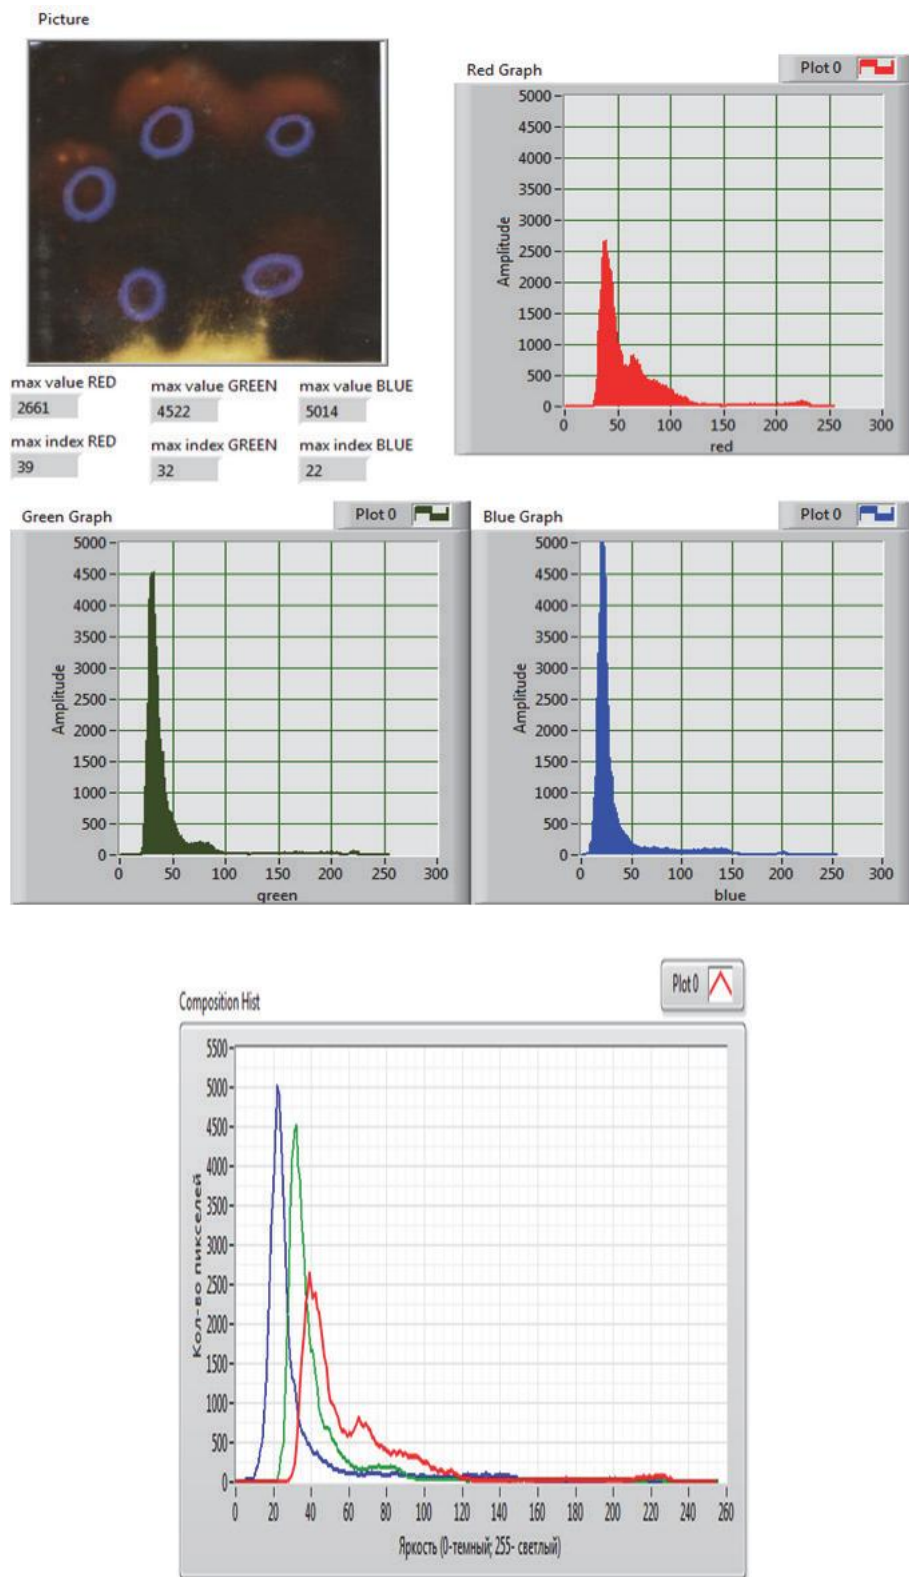 Picture
Red Graph
Plot 0
5000
4500
4000
3500
3000
2500
2000
1500
1000
500
0
Amplitude
0 50 100 150 200 250 300
red
max value RED
2661
max value GREEN
4522
max value BLUE
5014
max index RED
39
max index GREEN
32
max index BLUE
22
Green Graph
Plot 0
5000
4500
4000
3500
3000
2500
2000
1500
1000
500
0
Amplitude
0 50 100 150 200 250 300
green
Blue Graph
Plot 0
5000
4500
4000
3500
3000
2500
2000
1500
1000
500
0
Amplitude
0 50 100 150 200 250 300
blue
Composition Hist
Plot 0
5500
5000
4500
4000
3500
3000
2500
2000
1500
1000
500
0
Кол-во пикселей
0 20 40 60 80 100 120 140 160 180 200 220 240 260
Яркость (0-темный; 255- светлый)